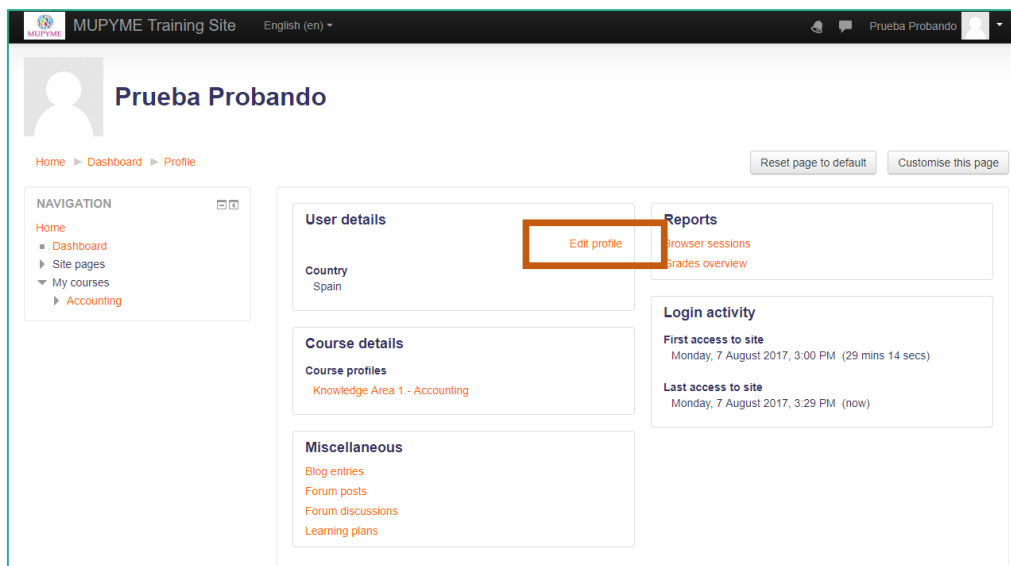 MUPYME
MUPYME Training Site
English (en)
Prueba Probando
Prueba Probando
Home
Dashboard
Profile
Reset page to default
Customise this page
NAVIGATION
Home
Dashboard
Site pages
My courses
Accounting
User details
Edit profile
Country
Spain
Course details
Course profiles
Knowledge Area 1.- Accounting
Miscellaneous
Blog entries
Forum posts
Forum discussions
Learning plans
Reports
Browser sessions
Grades overview
Login activity
First access to site
Monday, 7 August 2017, 3:00 PM (29 mins 14 secs)
Last access to site
Monday, 7 August 2017, 3:29 PM (now)